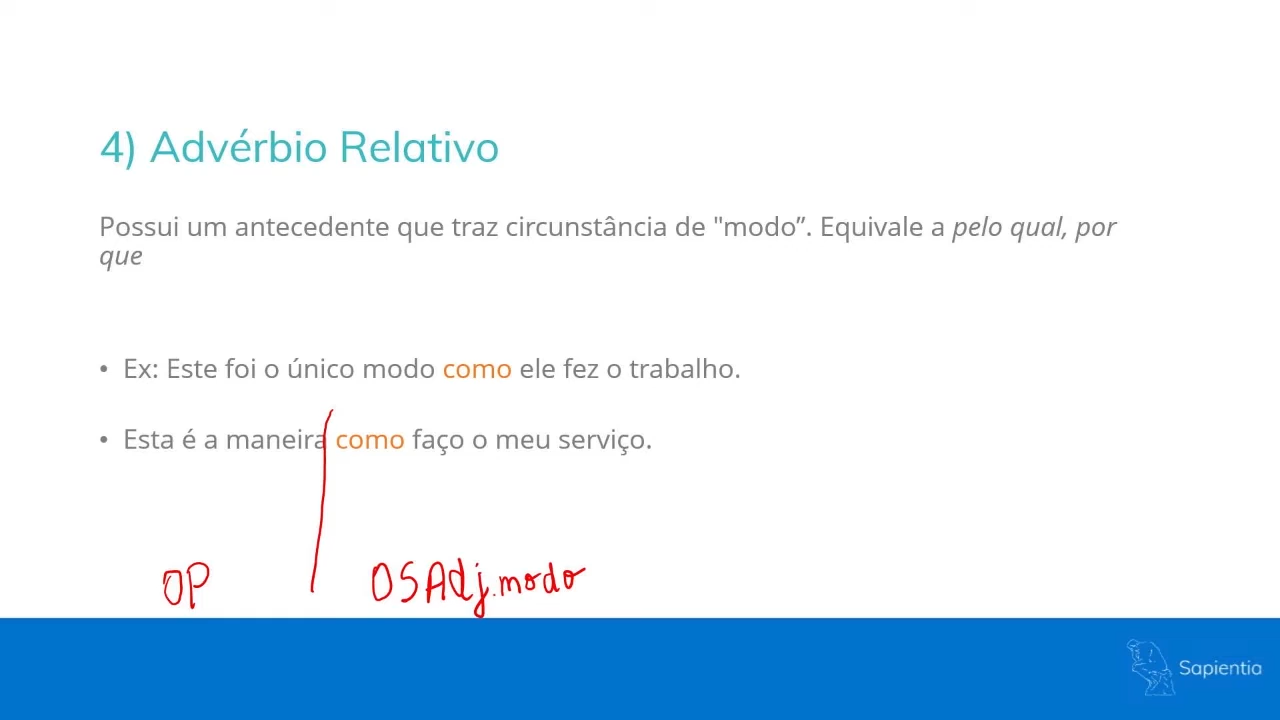 4) Advérbio Relativo
Possui um antecedente que traz circunstância de "modo”. Equivale a pelo qual, por
que
• Ex: Este foi o único modo como ele fez o trabalho.
• Esta é a maneira como faço o meu serviço.
OP OSAdj.modo
Sapientia